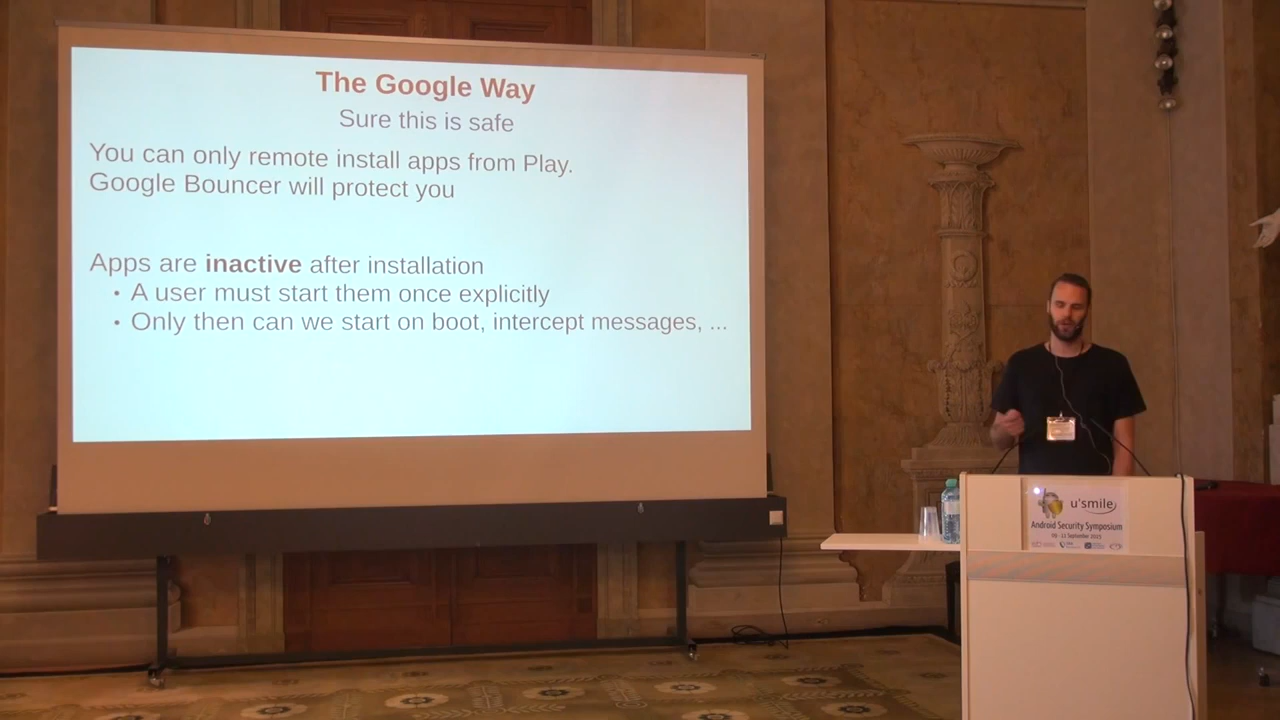 The Google Way
Sure this is safe
You can only remote install apps from Play.
Google Bouncer will protect you
Apps are inactive after installation
• A user must start them once explicitly
• Only then can we start on boot, intercept messages, ...
u'smile
Android Security Symposium